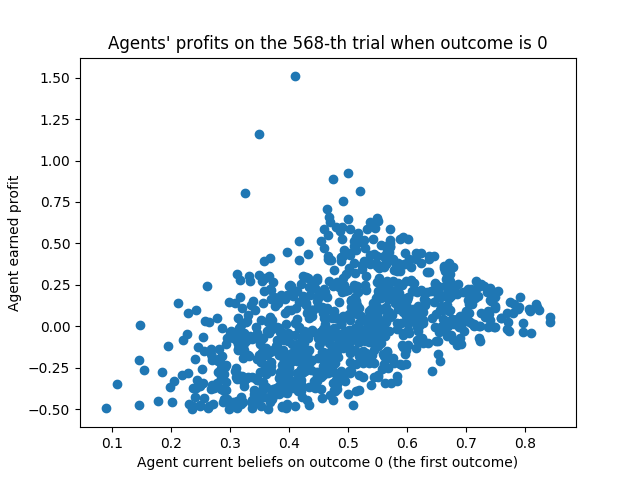 Agents' profits on the 568-th trial when outcome is 0
1.50
1.25
1.00
0.75
0.50
0.25
0.00
−0.25
−0.50
Agent earned profit
0.1 0.2 0.3 0.4 0.5 0.6 0.7 0.8
Agent current beliefs on outcome 0 (the first outcome)